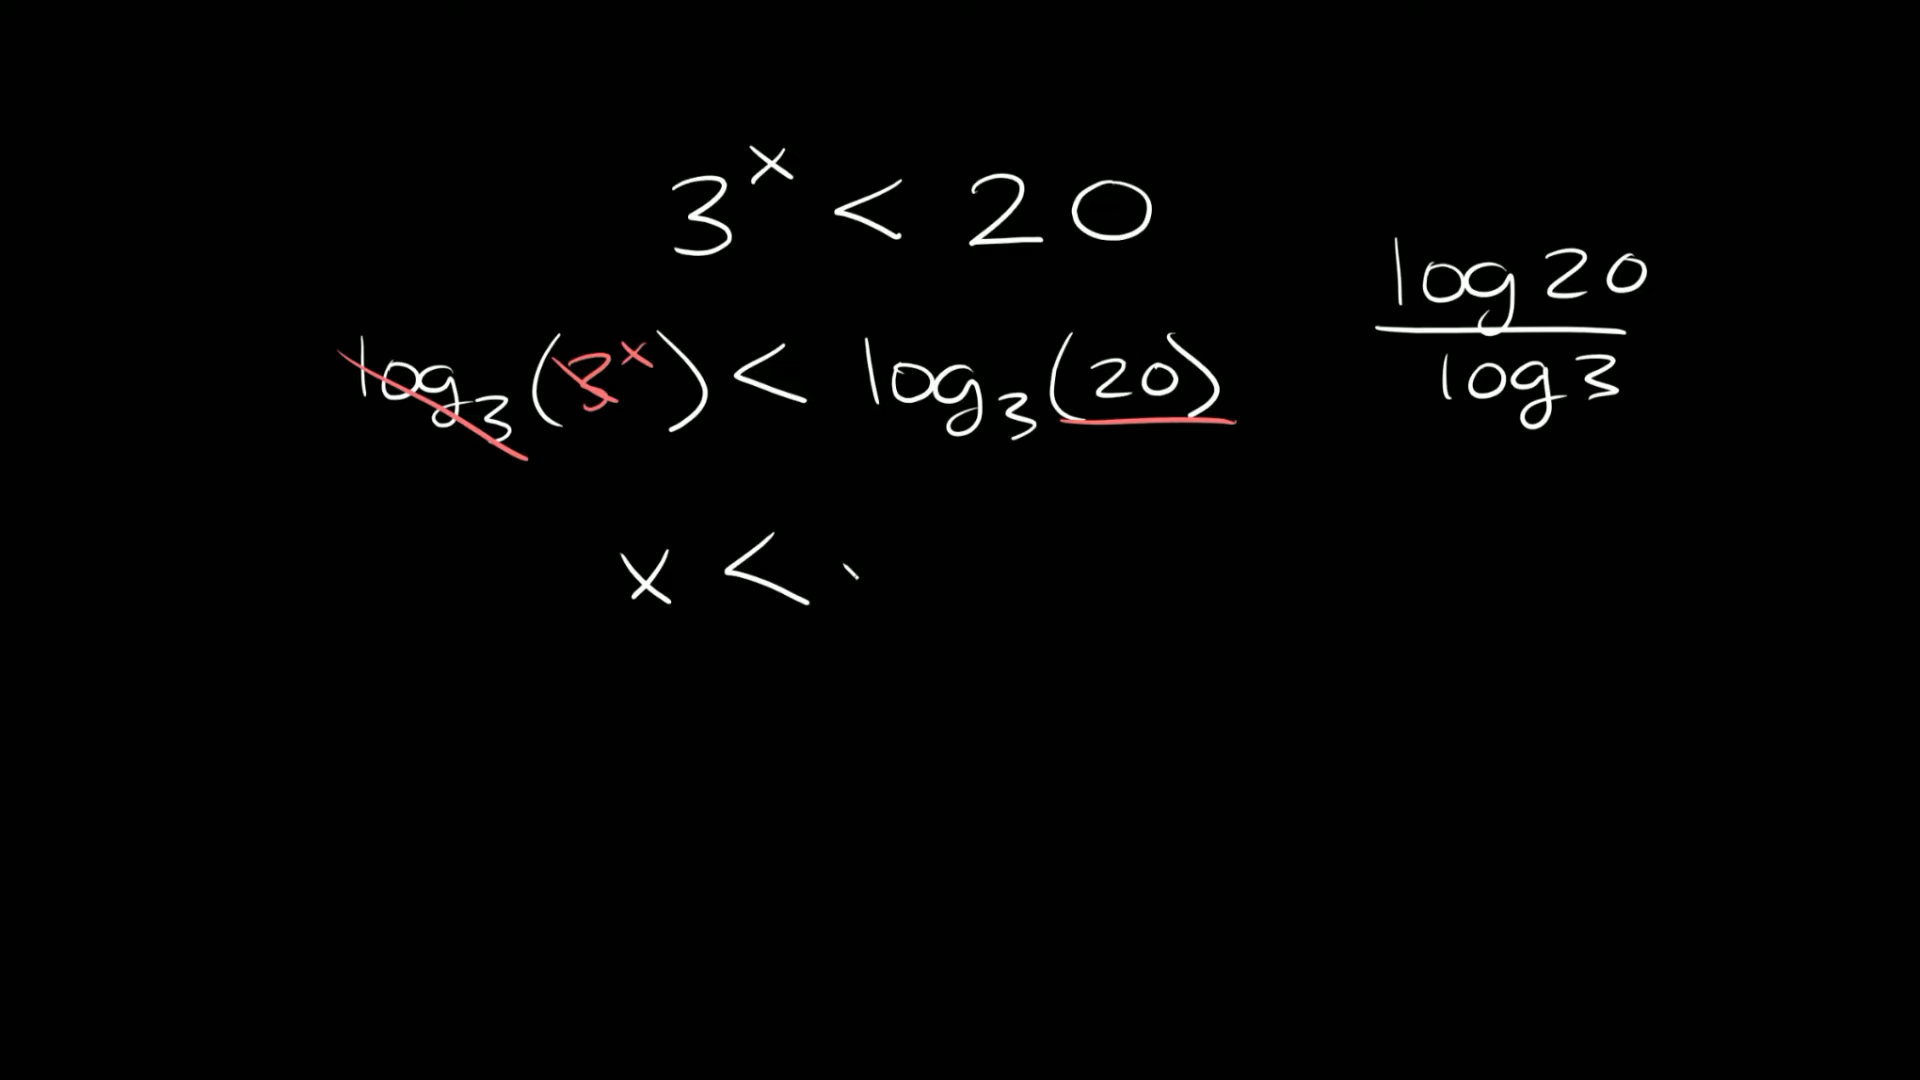 3^x < 20
log_3(3^x) < log_3(20)
log 20
log 3
x <